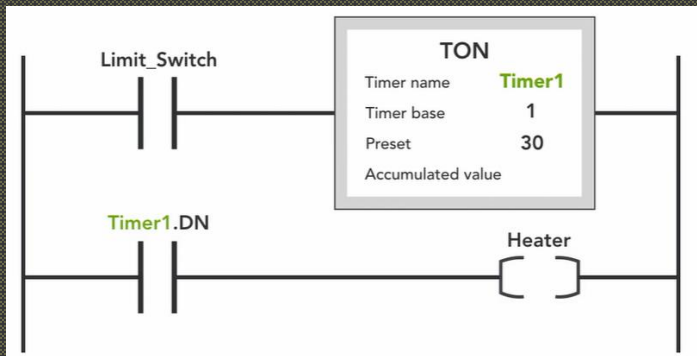 Limit_Switch
TON
Timer name Timer1
Timer base 1
Preset 30
Accumulated value
Timer1.DN
Heater